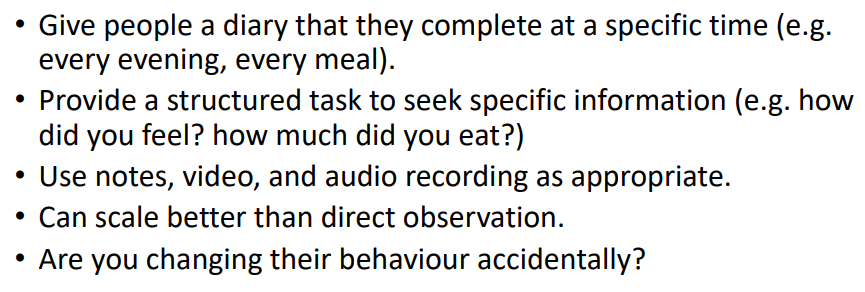 • Give people a diary that they complete at a specific time (e.g.
every evening, every meal).
• Provide a structured task to seek specific information (e.g. how
did you feel? how much did you eat?)
• Use notes, video, and audio recording as appropriate.
• Can scale better than direct observation.
• Are you changing their behaviour accidentally?